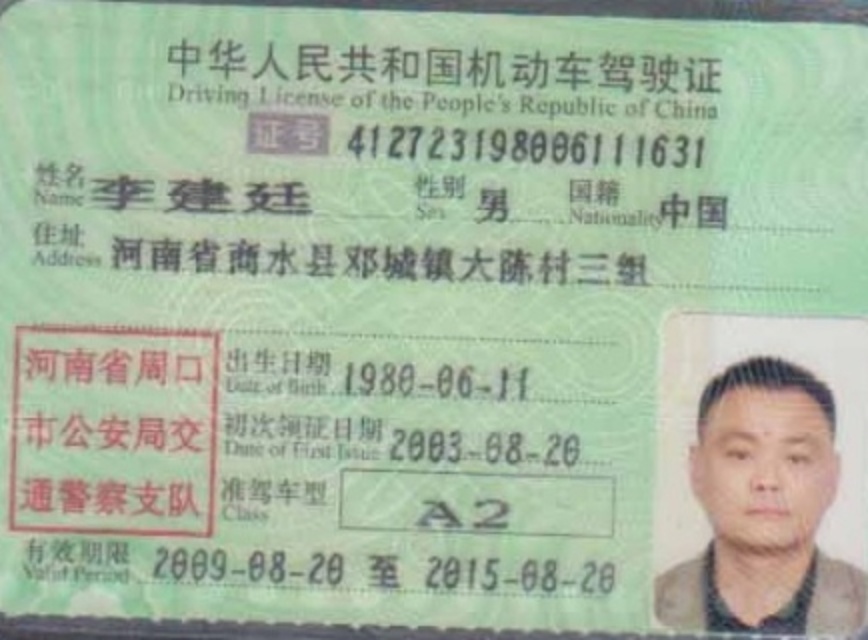 中华人民共和国机动车驾驶证
Driving License of the People's Republic of China
证号 412723198006111631
姓名 Name 李建廷 性别 Sex 男 国籍 Nationality 中国
住址 Address 河南省商水县邓城镇大陈村三组
河南省周口
市公安局交
通警察支队
出生日期 Date of Birth 1980-06-11
初次领证日期 Date of First Issue 2003-08-20
准驾车型 Class A2
有效期限 Valid Period 2009-08-20 至 2015-08-20